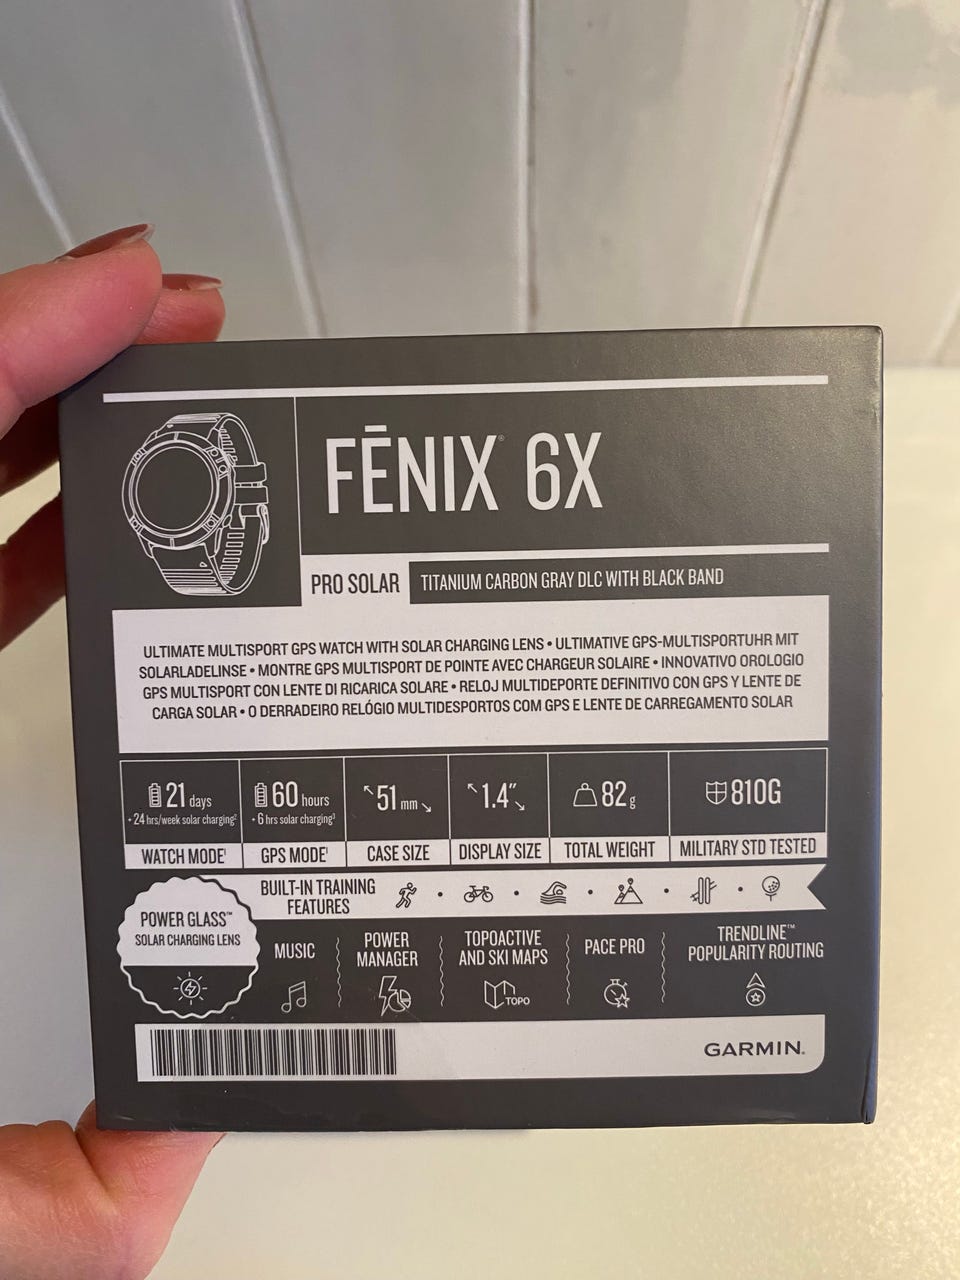 FĒNIX® 6X
PRO SOLAR
TITANIUM CARBON GRAY DLC WITH BLACK BAND
ULTIMATE MULTISPORT GPS WATCH WITH SOLAR CHARGING LENS • ULTIMATIVE GPS-MULTISPORTUHR MIT
SOLARLADELINSE • MONTRE GPS MULTISPORT DE POINTE AVEC CHARGEUR SOLAIRE • INNOVATIVO OROLOGIO
GPS MULTISPORT CON LENTE DI RICARICA SOLARE • RELOJ MULTIDEPORTE DEFINITIVO CON GPS Y LENTE DE
CARGA SOLAR • O DERRADEIRO RELÓGIO MULTIDESPORTOS COM GPS E LENTE DE CARREGAMENTO SOLAR
21 days
+ 24 hrs/week solar charging²
WATCH MODE¹
60 hours
+ 6 hrs solar charging³
GPS MODE¹
51 mm
CASE SIZE
1.4″
DISPLAY SIZE
82 g
TOTAL WEIGHT
810G
MILITARY STD TESTED
BUILT-IN TRAINING
FEATURES
POWER GLASS™
SOLAR CHARGING LENS
MUSIC
POWER
MANAGER
TOPOACTIVE
AND SKI MAPS
TOPO
PACE PRO
TRENDLINE™
POPULARITY ROUTING
GARMIN.